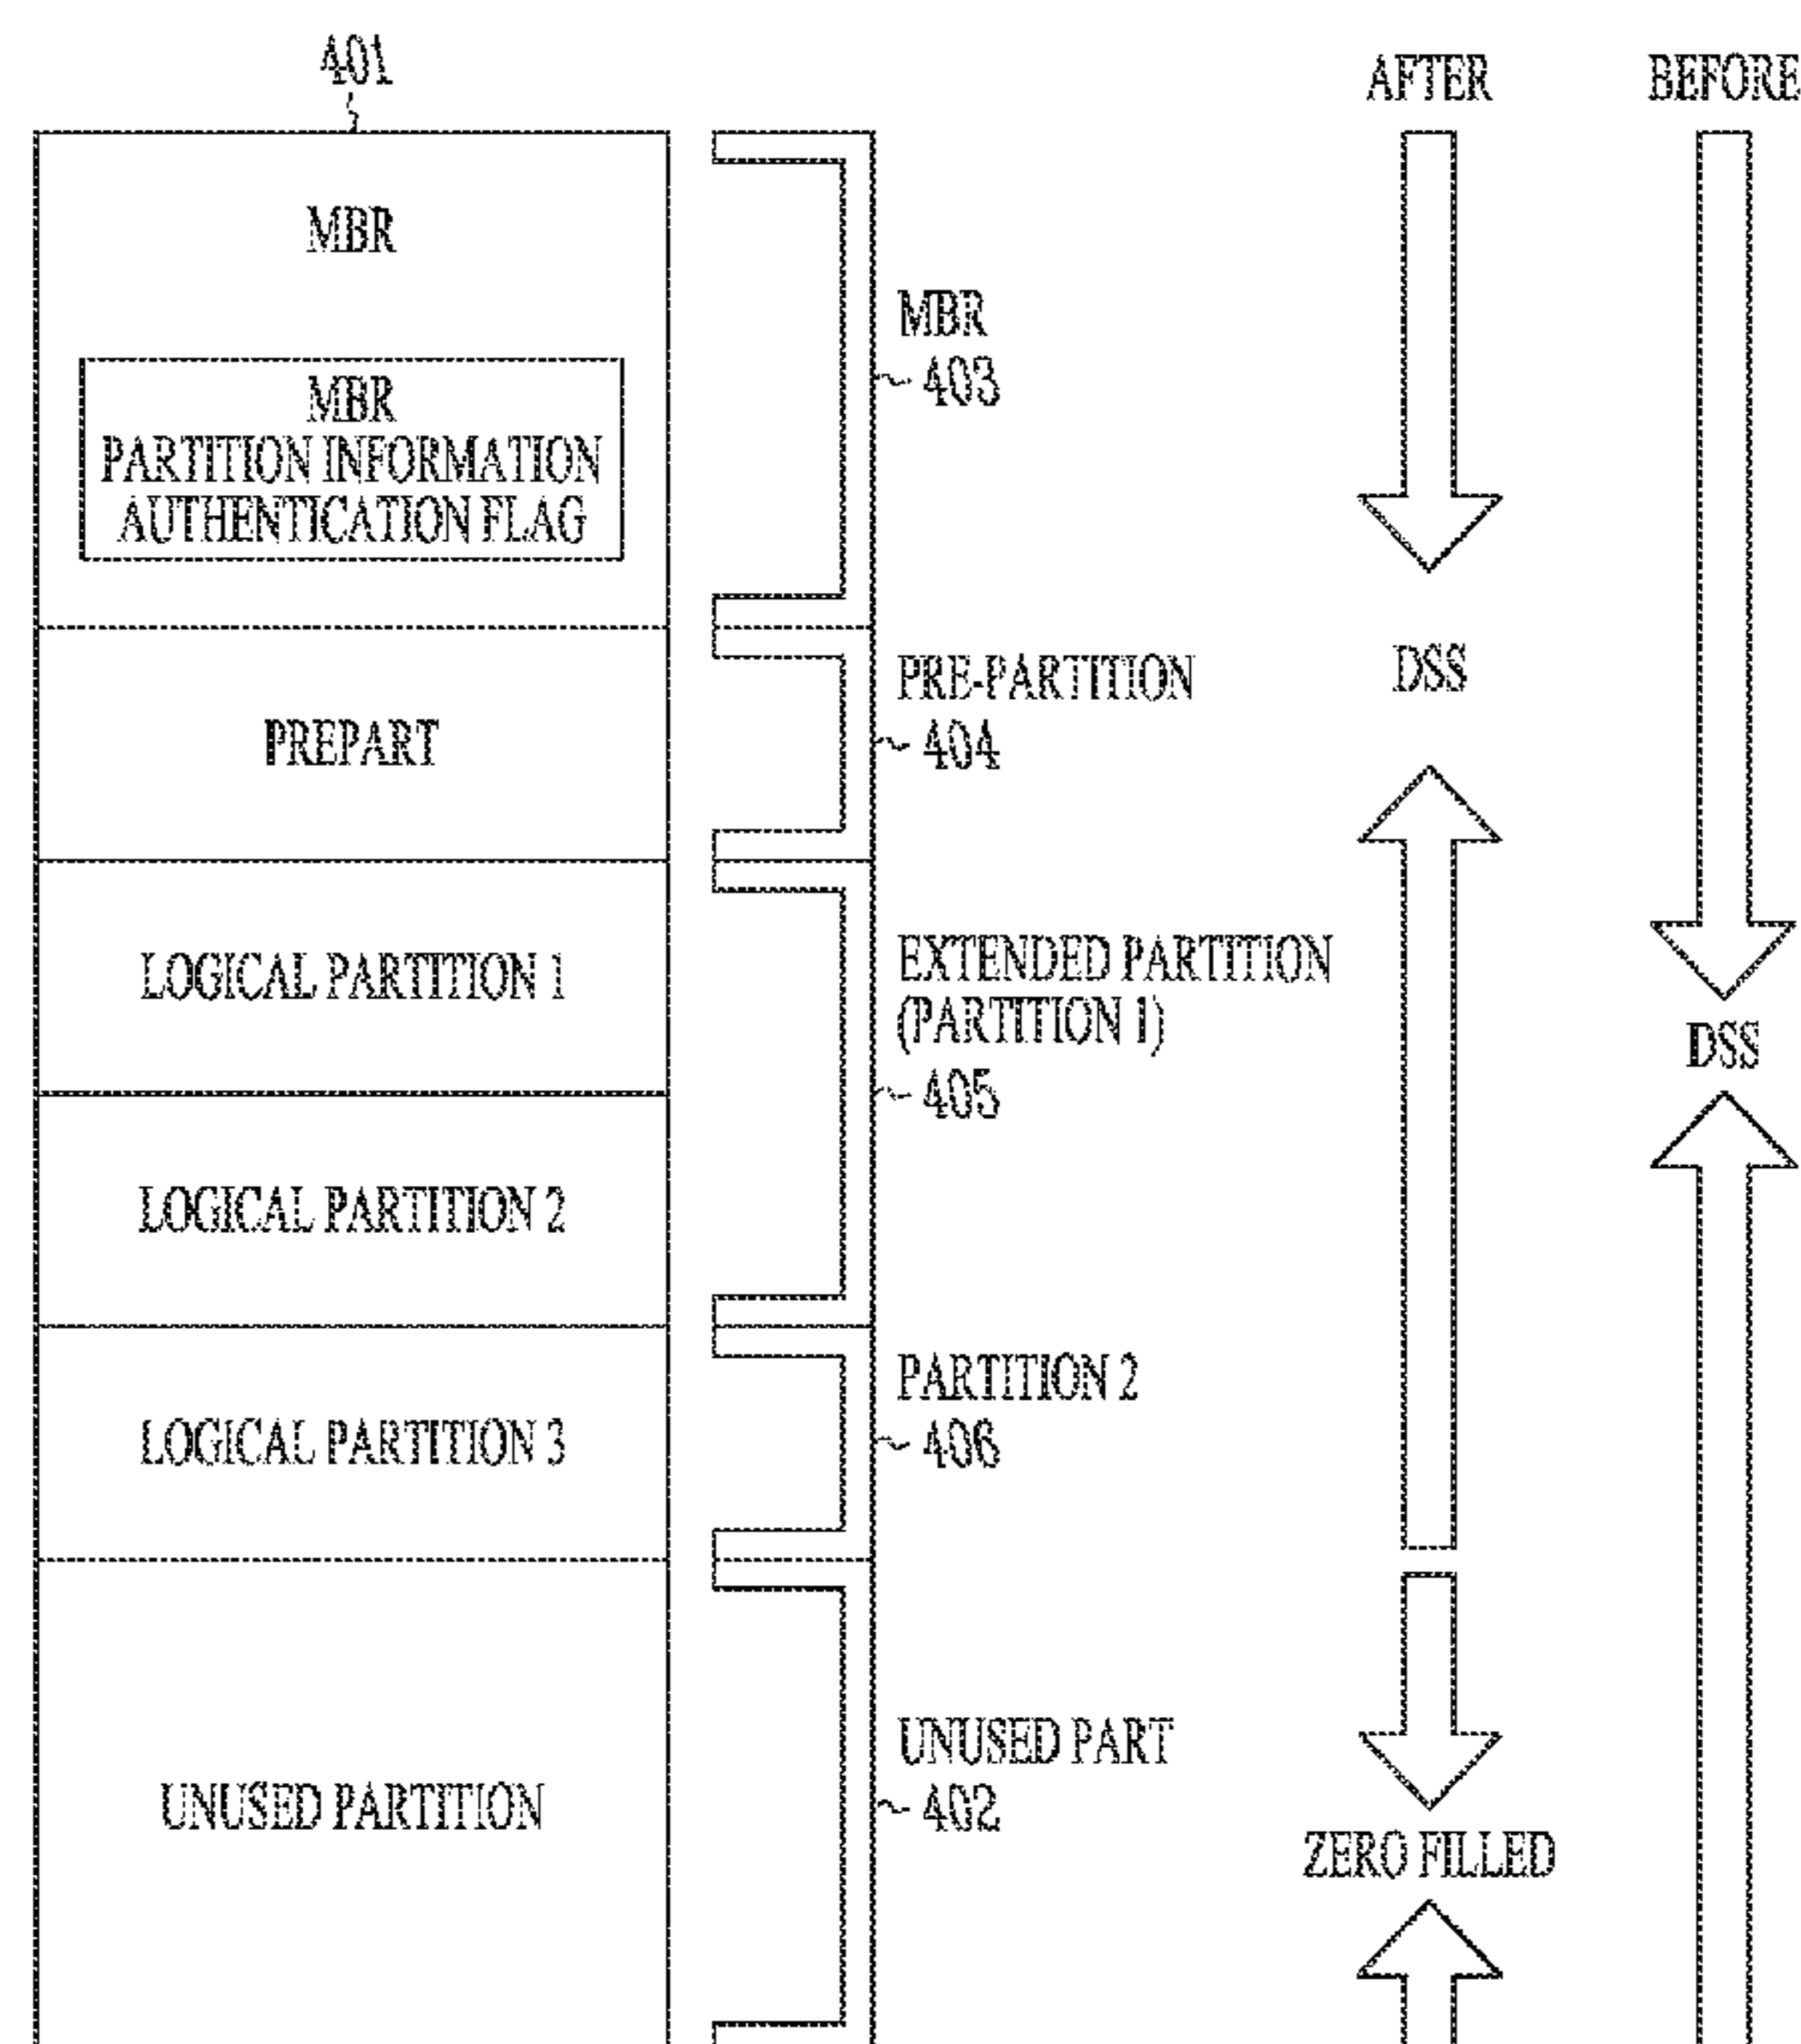 401
AFTER
BEFORE
MBR
MBR
PARTITION INFORMATION
AUTHENTICATION FLAG
MBR
403
PREPART
PRE-PARTITION
404
DSS
LOGICAL PARTITION 1
EXTENDED PARTITION
(PARTITION 1)
405
DSS
LOGICAL PARTITION 2
LOGICAL PARTITION 3
PARTITION 2
406
UNUSED PARTITION
UNUSED PART
402
ZERO FILLED